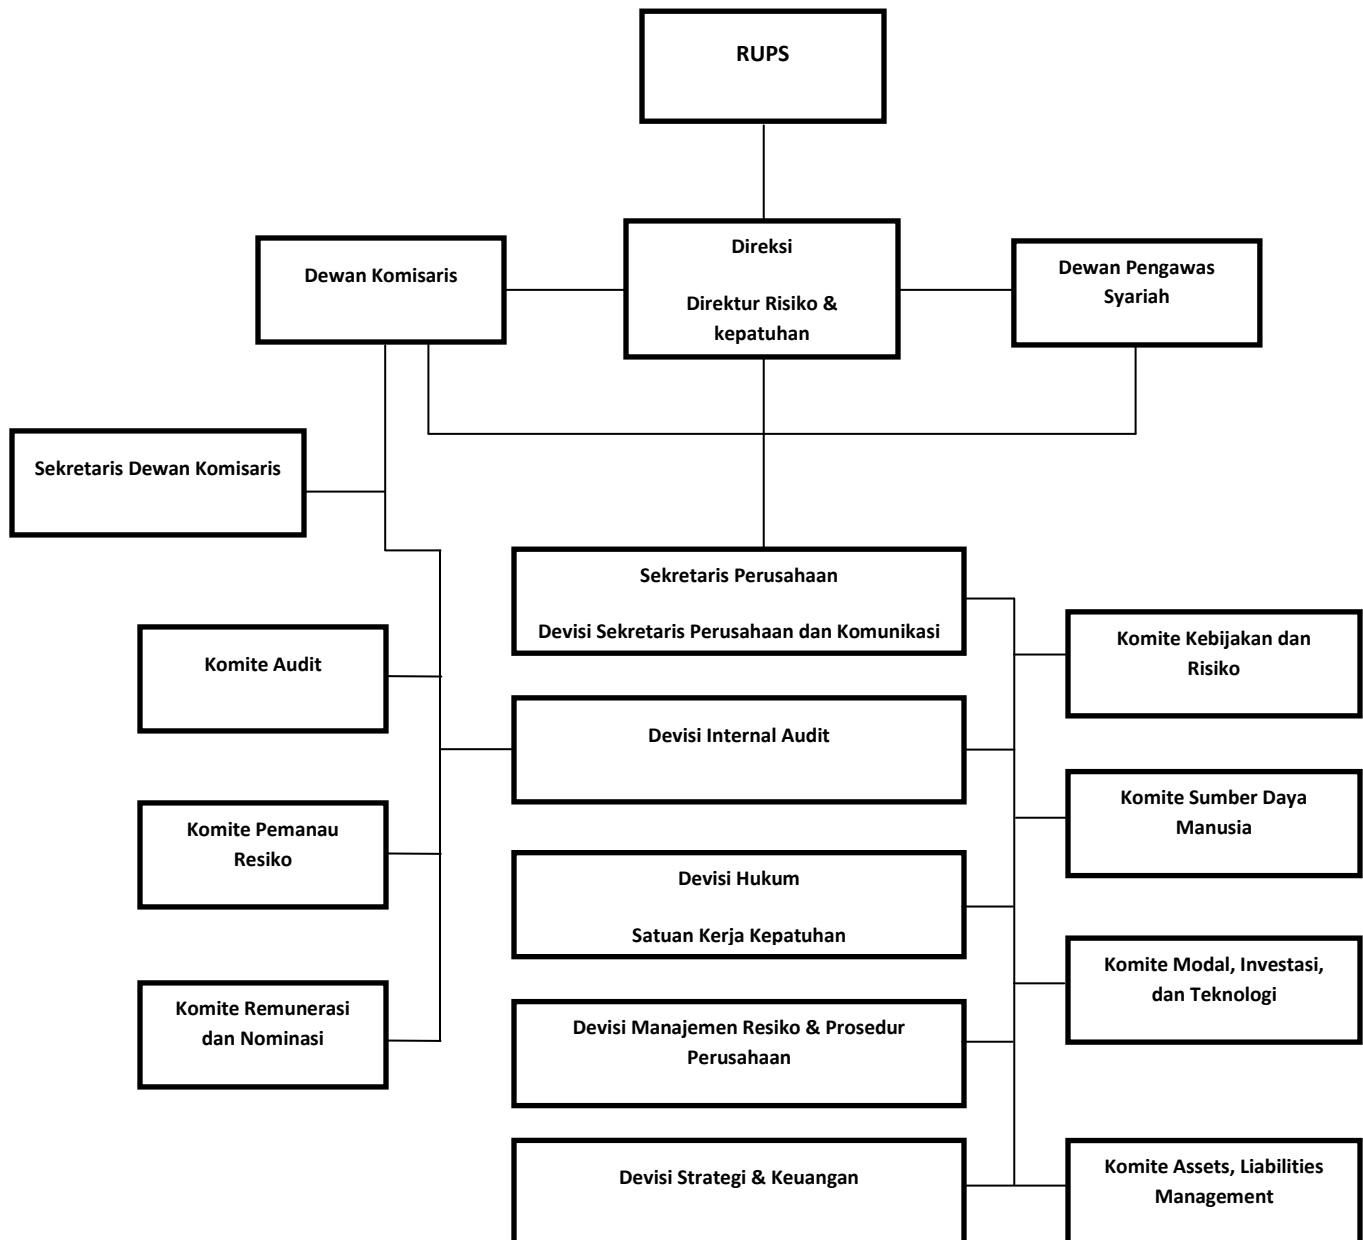 RUPS
Dewan Komisaris
Direksi
Direktur Risiko &
kepatuhan
Dewan Pengawas
Syariah
Sekretaris Dewan Komisaris
Sekretaris Perusahaan
Devisi Sekretaris Perusahaan dan Komunikasi
Komite Audit
Komite Kebijakan dan
Risiko
Devisi Internal Audit
Komite Pemanau
Resiko
Komite Sumber Daya
Manusia
Devisi Hukum
Satuan Kerja Kepatuhan
Komite Remunerasi
dan Nominasi
Komite Modal, Investasi,
dan Teknologi
Devisi Manajemen Resiko & Prosedur
Perusahaan
Devisi Strategi & Keuangan
Komite Assets, Liabilities
Management